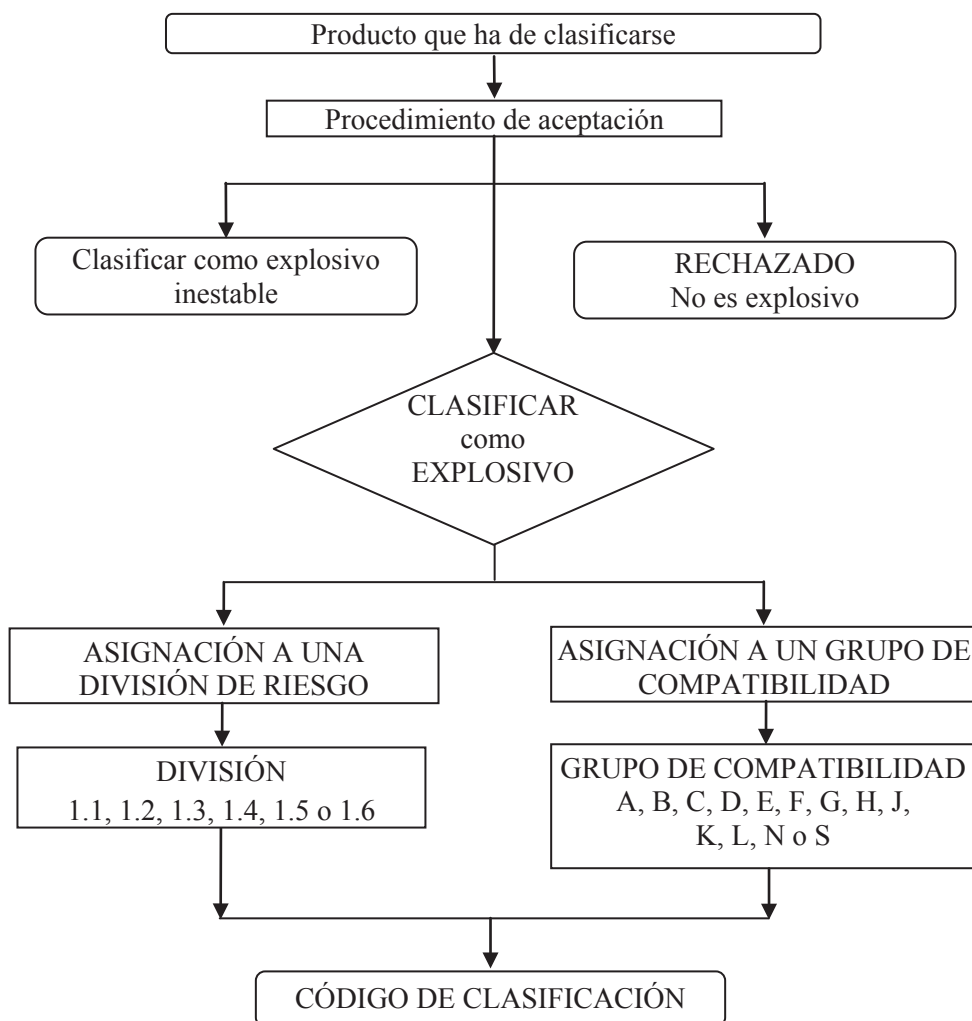 Producto que ha de clasificarse
Procedimiento de aceptación
Clasificar como explosivo
inestable
RECHAZADO
No es explosivo
CLASIFICAR
como
EXPLOSIVO
ASIGNACIÓN A UNA
DIVISIÓN DE RIESGO
ASIGNACIÓN A UN GRUPO DE
COMPATIBILIDAD
DIVISIÓN
1.1, 1.2, 1.3, 1.4, 1.5 o 1.6
GRUPO DE COMPATIBILIDAD
A, B, C, D, E, F, G, H, J,
K, L, N o S
CÓDIGO DE CLASIFICACIÓN